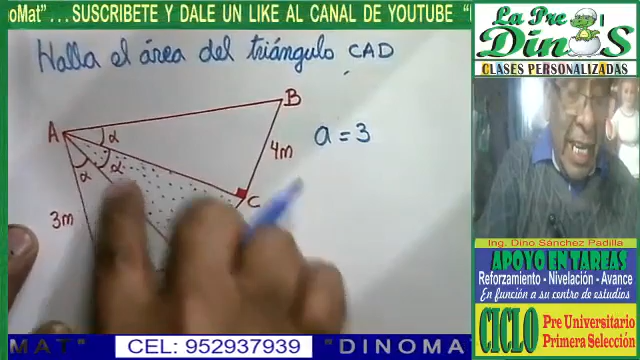 noMat"...SUSCRIBETE Y DALE UN LIKE AL CANAL DE YOUTUBE "
La Pre
DinoS
CLASES PERSONALIZADAS
Halla el área del triángulo CAD
B
A
α
a = 3
4m
α
α
C
3m
Ing. Dino Sánchez Padilla
APOYO EN TAREAS
Reforzamiento - Nivelación - Avance
En función a su centro de estudios
CICLO
Pre Universitario
Primera Selección
OMAT"
CEL: 952937939
"DINOMAT